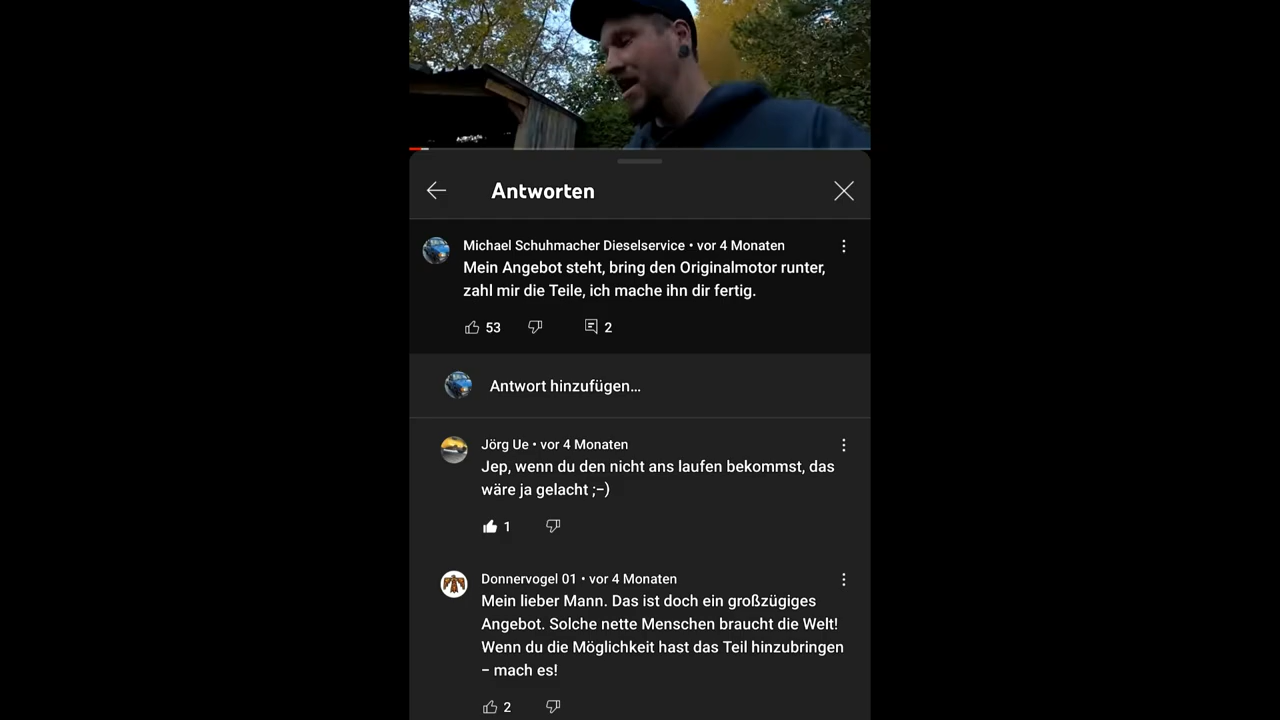 Antworten
Michael Schuhmacher Dieselservice • vor 4 Monaten
Mein Angebot steht, bring den Originalmotor runter,
zahl mir die Teile, ich mache ihn dir fertig.
53
2
Antwort hinzufügen...
Jörg Ue • vor 4 Monaten
Jep, wenn du den nicht ans laufen bekommst, das
wäre ja gelacht ;-)
1
Donnervogel 01 • vor 4 Monaten
Mein lieber Mann. Das ist doch ein großzügiges
Angebot. Solche nette Menschen braucht die Welt!
Wenn du die Möglichkeit hast das Teil hinzubringen
– mach es!
2